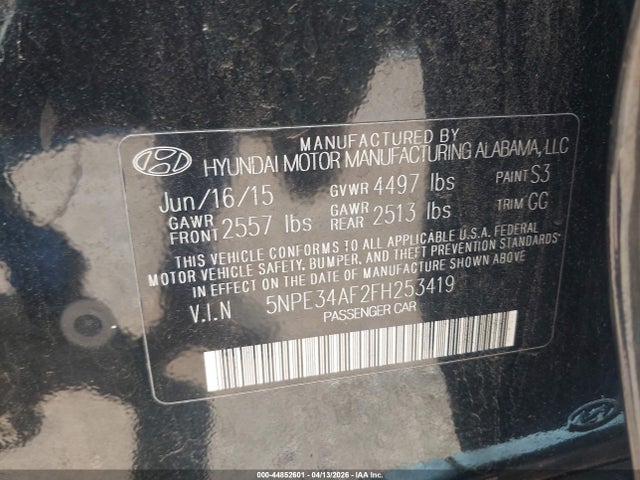 MANUFACTURED BY
HYUNDAI MOTOR MANUFACTURING ALABAMA, LLC
Jun/16/15 GVWR 4497 lbs PAINT S3
GAWR FRONT 2557 lbs GAWR REAR 2513 lbs TRIM GG
THIS VEHICLE CONFORMS TO ALL APPLICABLE U.S.A. FEDERAL
MOTOR VEHICLE SAFETY, BUMPER, AND THEFT PREVENTION STANDARDS
IN EFFECT ON THE DATE OF MANUFACTURE SHOWN ABOVE
V.I.N 5NPE34AF2FH253419
PASSENGER CAR
000-44852601 - 04/13/2026 - IAA Inc.